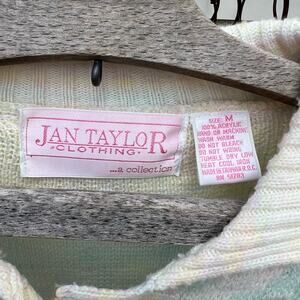 JAN TAYLOR
·CLOTHING·
...a collection
SIZE: M
100% ACRYLIC
HAND OR MACHINE
WASH WARM
DO NOT BLEACH
DO NOT WRING
TUMBLE DRY LOW
HEAT COOL IRON
MADE IN TAIWAN R.O.C.
RN